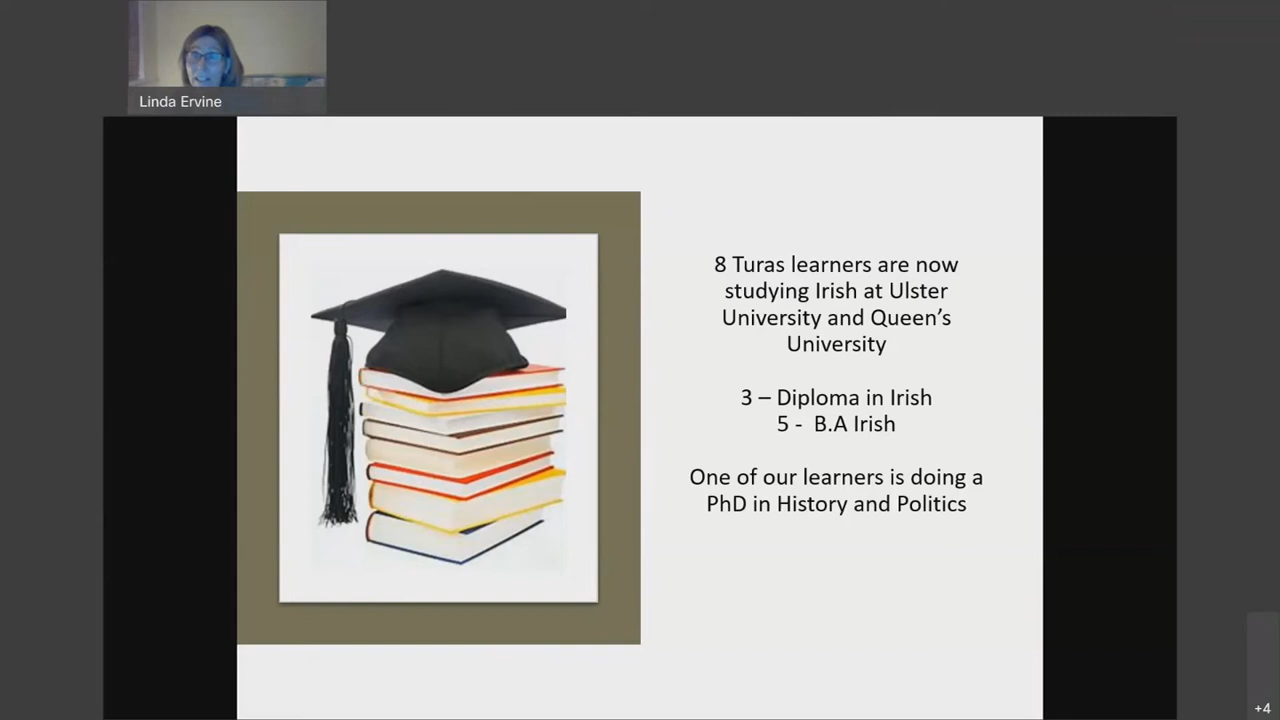 Linda Ervine
8 Turas learners are now
studying Irish at Ulster
University and Queen’s
University
3 – Diploma in Irish
5 -  B.A Irish
One of our learners is doing a
PhD in History and Politics
+4